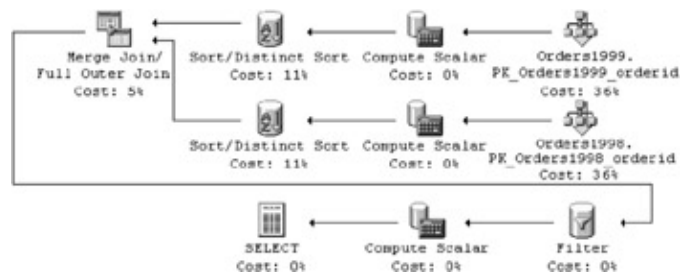 Merge Join/
Full Outer Join
Cost: 5%
Sort/Distinct Sort
Cost: 11%
Compute Scalar
Cost: 0%
Orders1999.
PK_Orders1999_orderid
Cost: 36%
Sort/Distinct Sort
Cost: 11%
Compute Scalar
Cost: 0%
Orders1998.
PK_Orders1998_orderid
Cost: 36%
SELECT
Cost: 0%
Compute Scalar
Cost: 0%
Filter
Cost: 0%